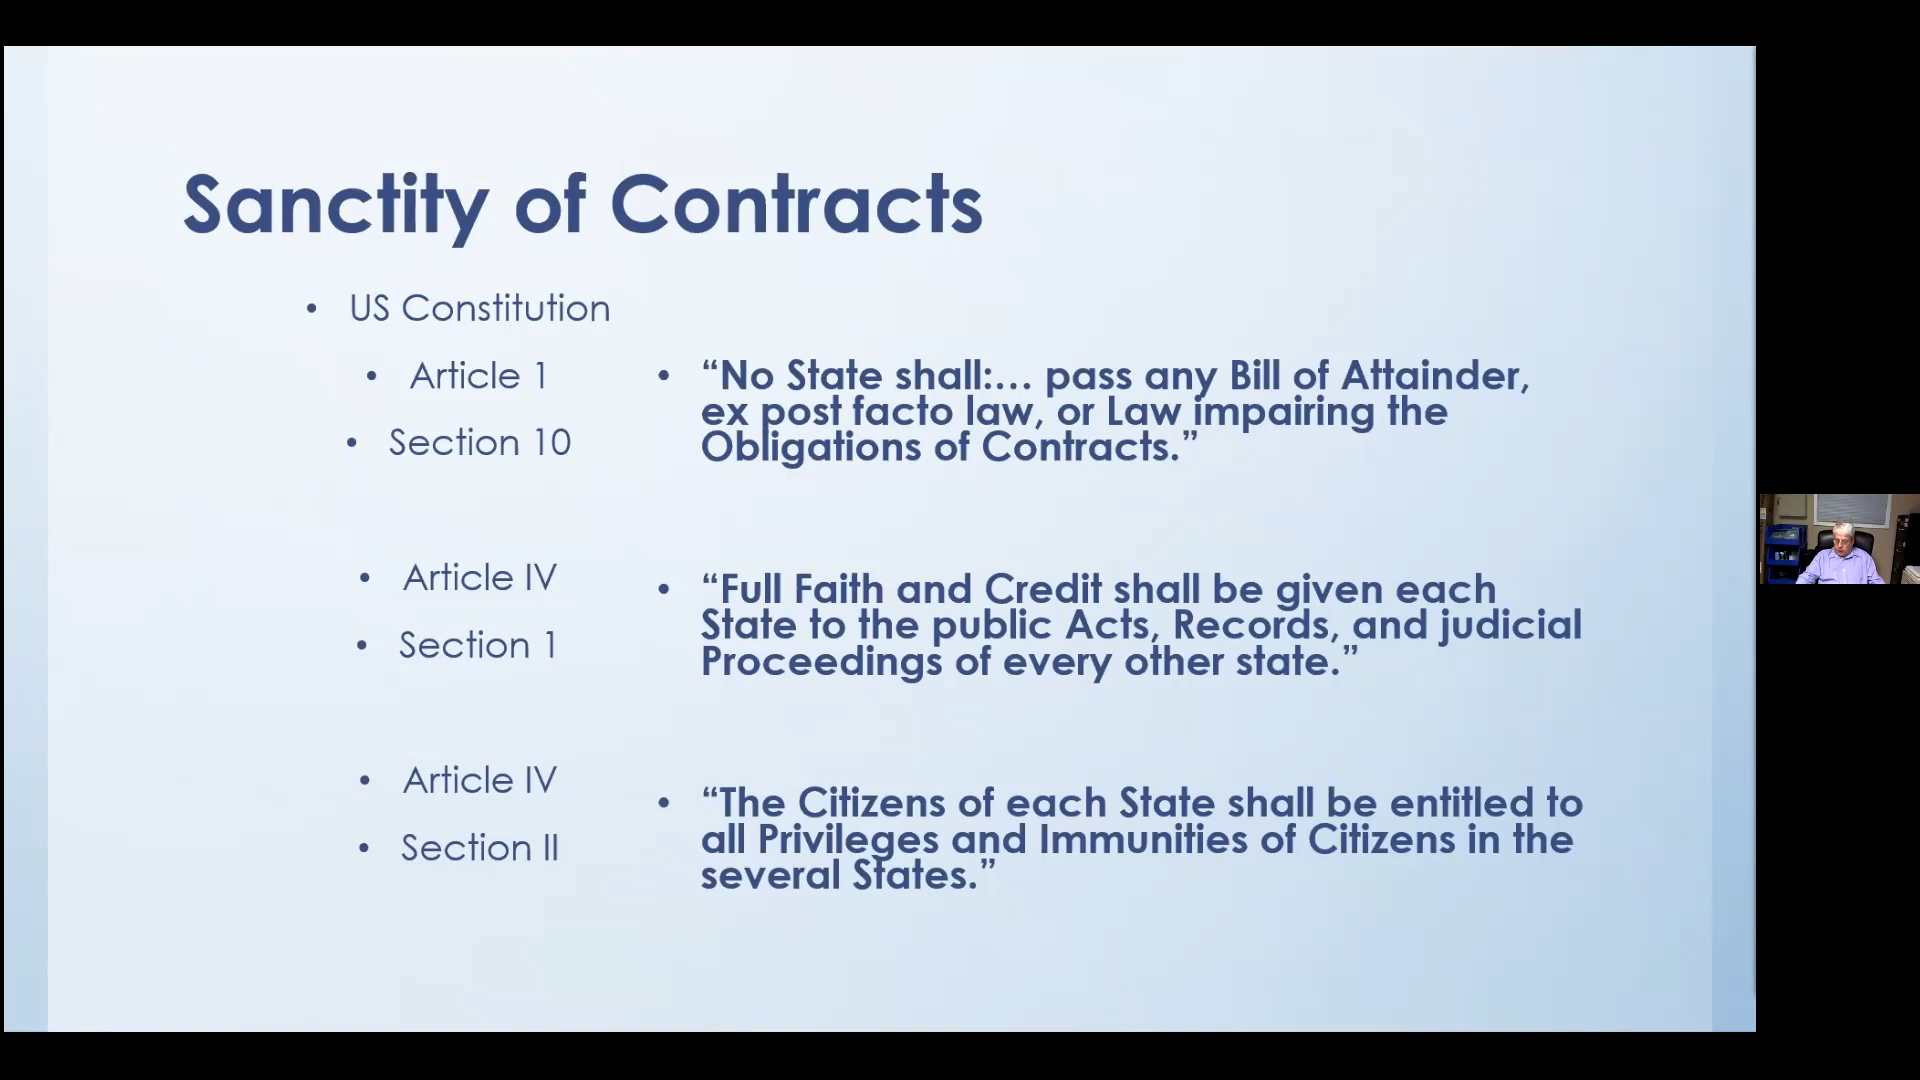 Sanctity of Contracts
US Constitution
Article 1
Section 10
“No State shall:... pass any Bill of Attainder,
ex post facto law, or Law impairing the
Obligations of Contracts.”
Article IV
Section 1
“Full Faith and Credit shall be given each
State to the public Acts, Records, and judicial
Proceedings of every other state.”
Article IV
Section II
“The Citizens of each State shall be entitled to
all Privileges and Immunities of Citizens in the
several States.”